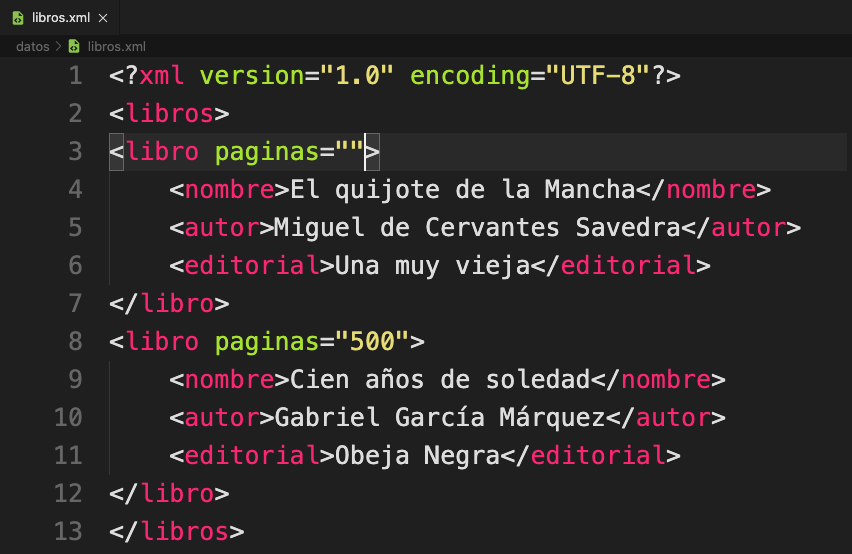 libros.xml ×
datos > libros.xml
1 <?xml version="1.0" encoding="UTF-8"?>
2 <libros>
3 <libro paginas="">
4     <nombre>El quijote de la Mancha</nombre>
5     <autor>Miguel de Cervantes Savedra</autor>
6     <editorial>Una muy vieja</editorial>
7 </libro>
8 <libro paginas="500">
9     <nombre>Cien años de soledad</nombre>
10     <autor>Gabriel García Márquez</autor>
11     <editorial>Obeja Negra</editorial>
12 </libro>
13 </libros>